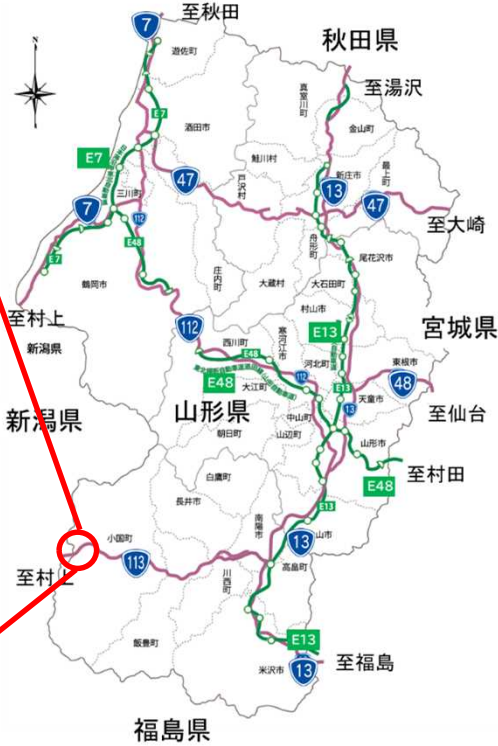 7
至秋田
秋田県
遊佐町
N
真室川町
至湯沢
金山町
E7
酒田市
鮭川村
最上町
E7
47
戸沢村
新庄市
13
47
三川町
7
112
舟形町
至大崎
E48
E7
庄内町
尾花沢市
鶴岡市
大蔵村
大石田町
村山市
至村上
112
寒河江市
E13
宮城県
新潟県
西川町
E48
河北町
東根市
112
E48
大江町
E13
48
天童市
新潟県
山形県
中山町
13
至仙台
朝日町
山辺町
山形市
至村田
白鷹町
E48
長井市
E13
南陽市
13
山市
小国町
113
高畠町
至村上
川西町
飯豊町
E13
米沢市
13
至福島
福島県